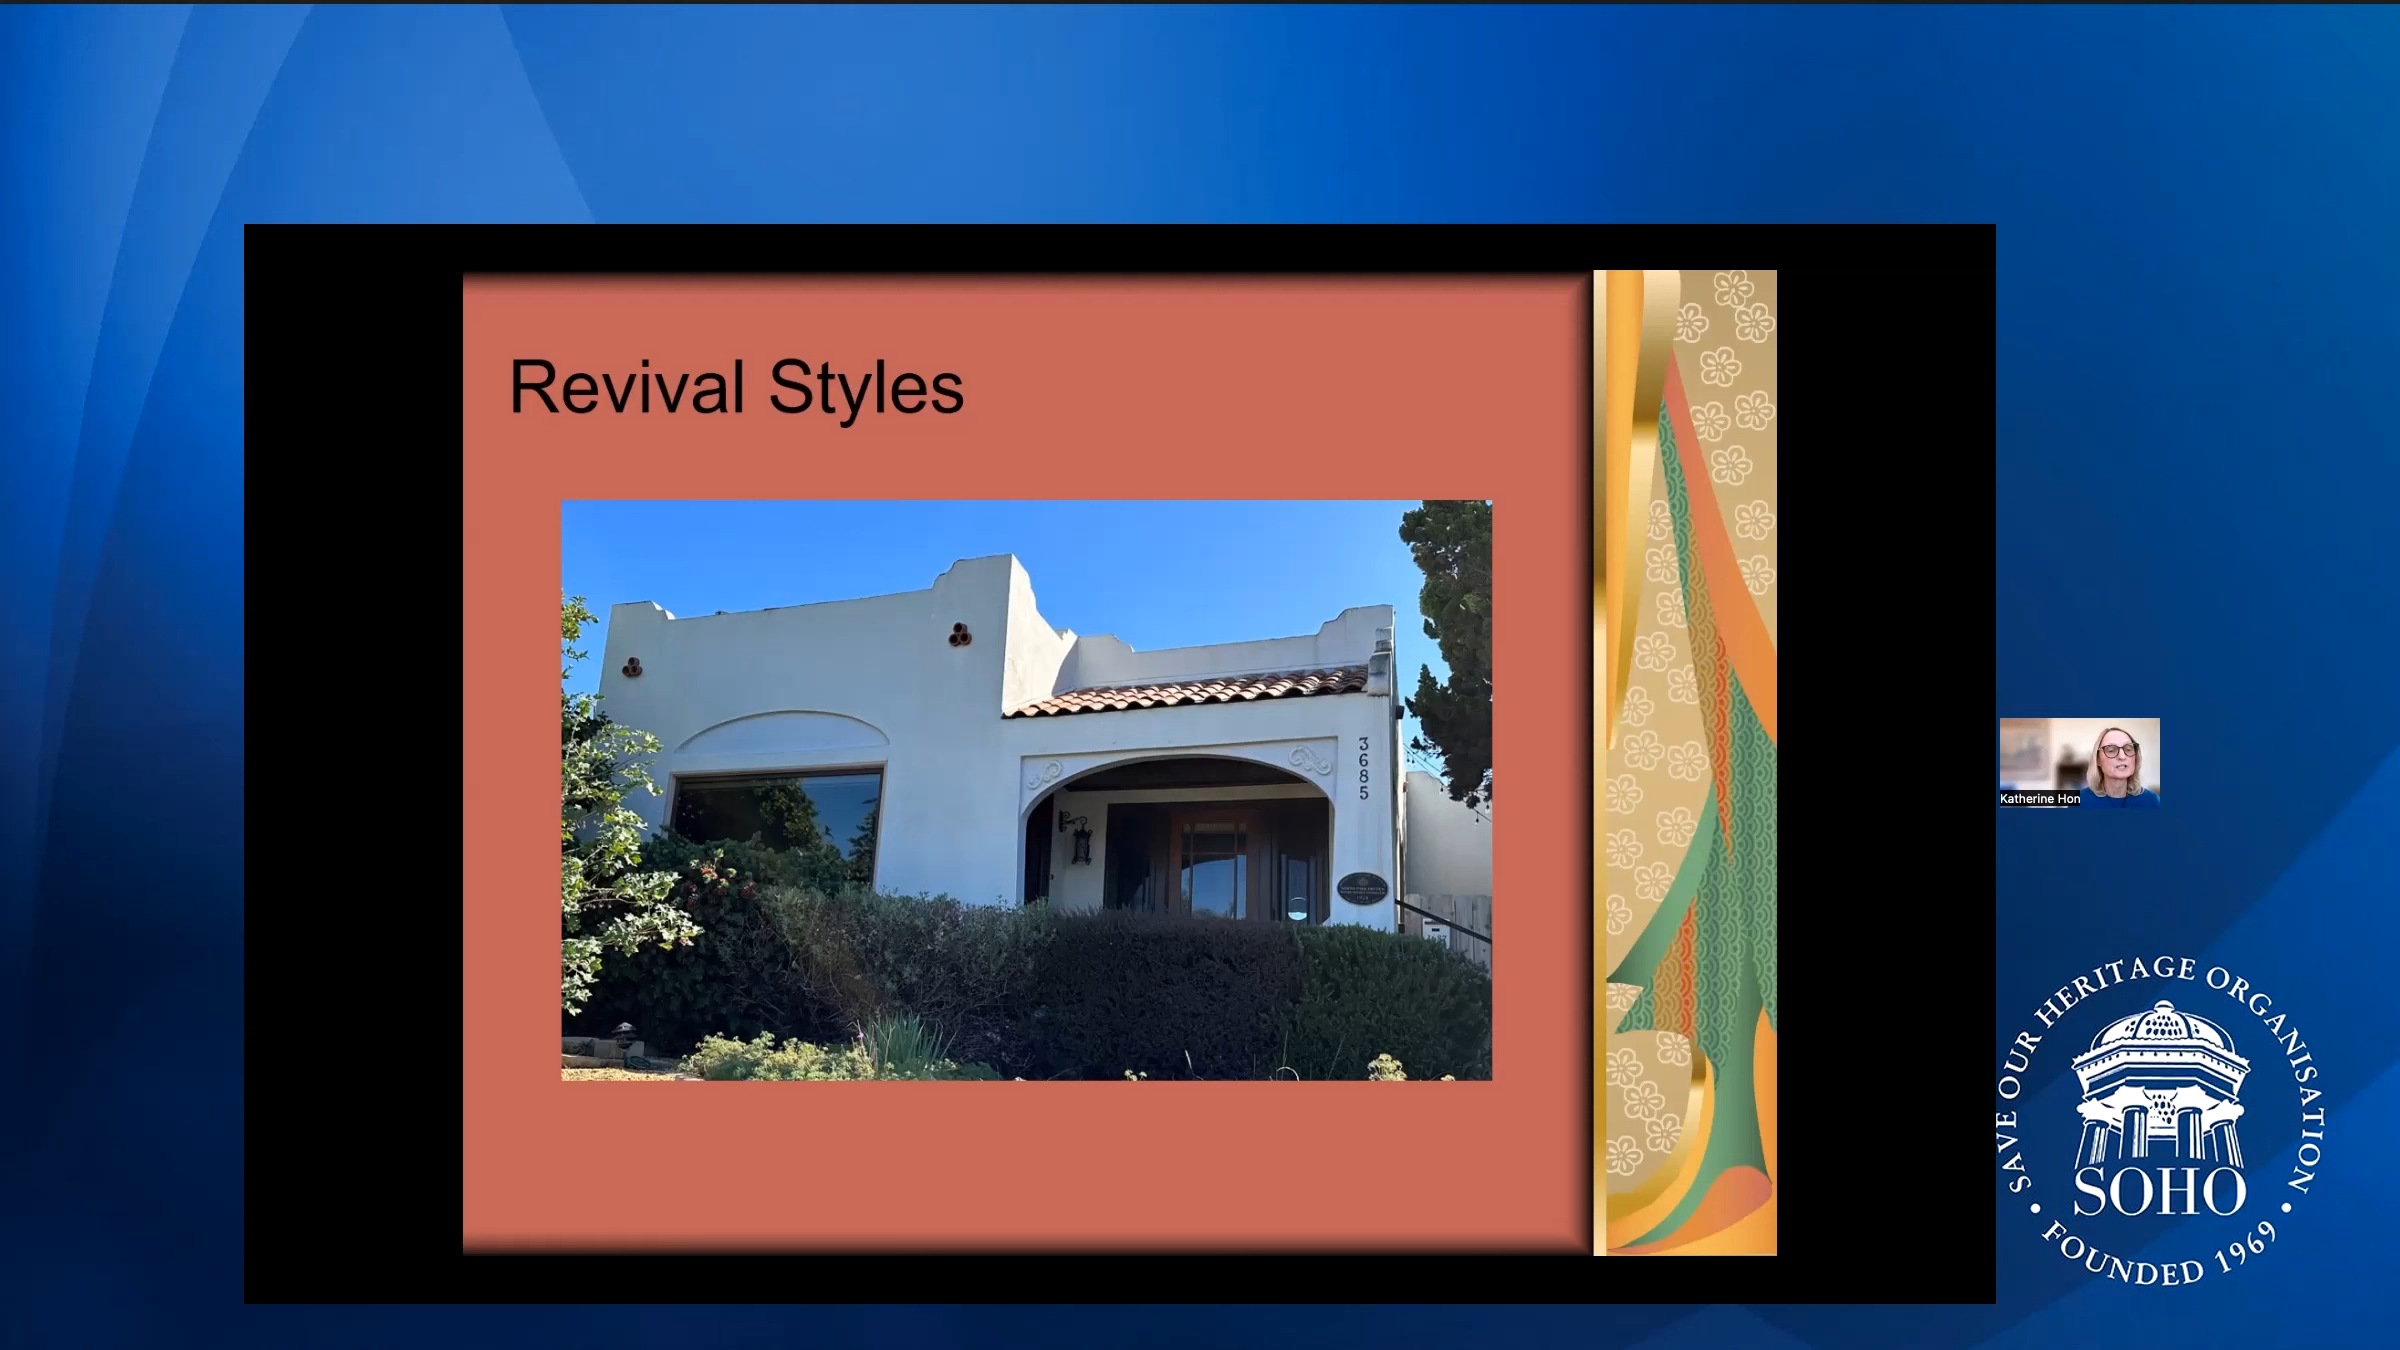 Revival Styles
3685
Katherine Hon
SAVE OUR HERITAGE ORGANISATION
SOHO
• FOUNDED 1969 •